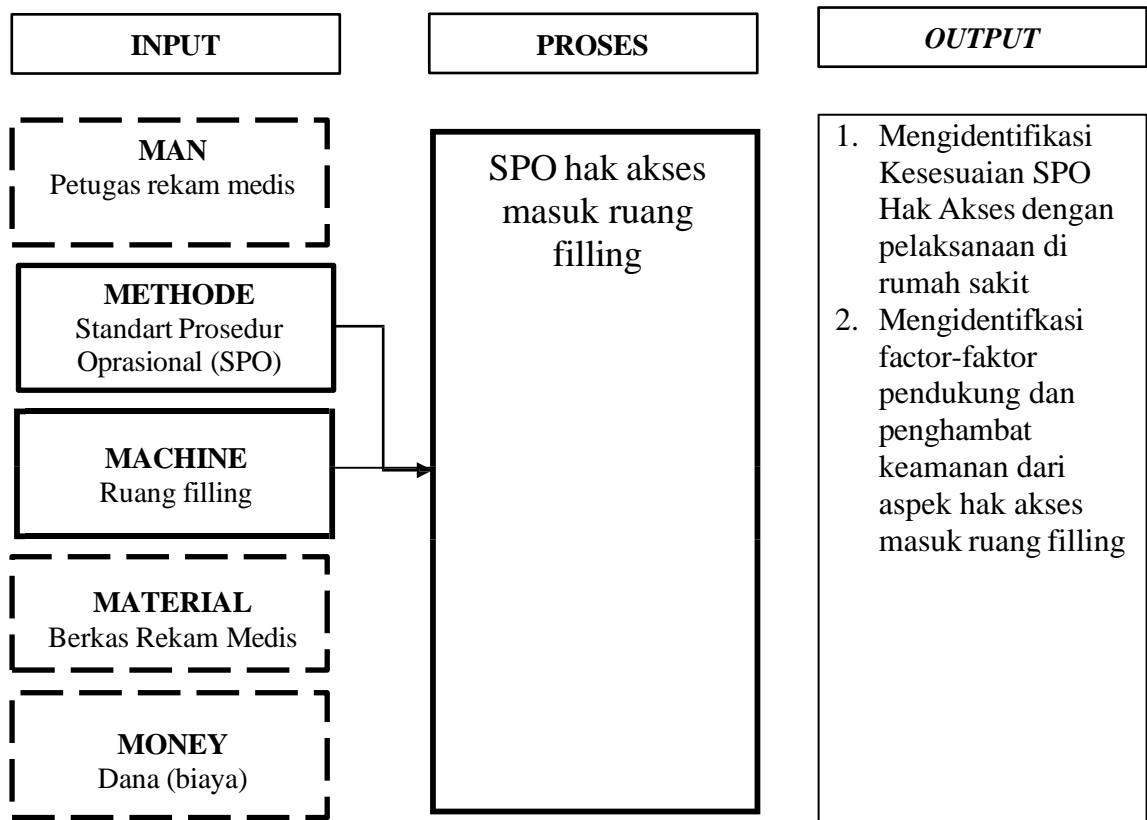 INPUT
PROSES
OUTPUT
MAN
Petugas rekam medis
METHODE
Standart Prosedur
Oprasional (SPO)
MACHINE
Ruang filling
MATERIAL
Berkas Rekam Medis
MONEY
Dana (biaya)
SPO hak akses
masuk ruang
filling
1. Mengidentifikasi
Kesesuaian SPO
Hak Akses dengan
pelaksanaan di
rumah sakit
2. Mengidentifkasi
factor-faktor
pendukung dan
penghambat
keamanan dari
aspek hak akses
masuk ruang filling